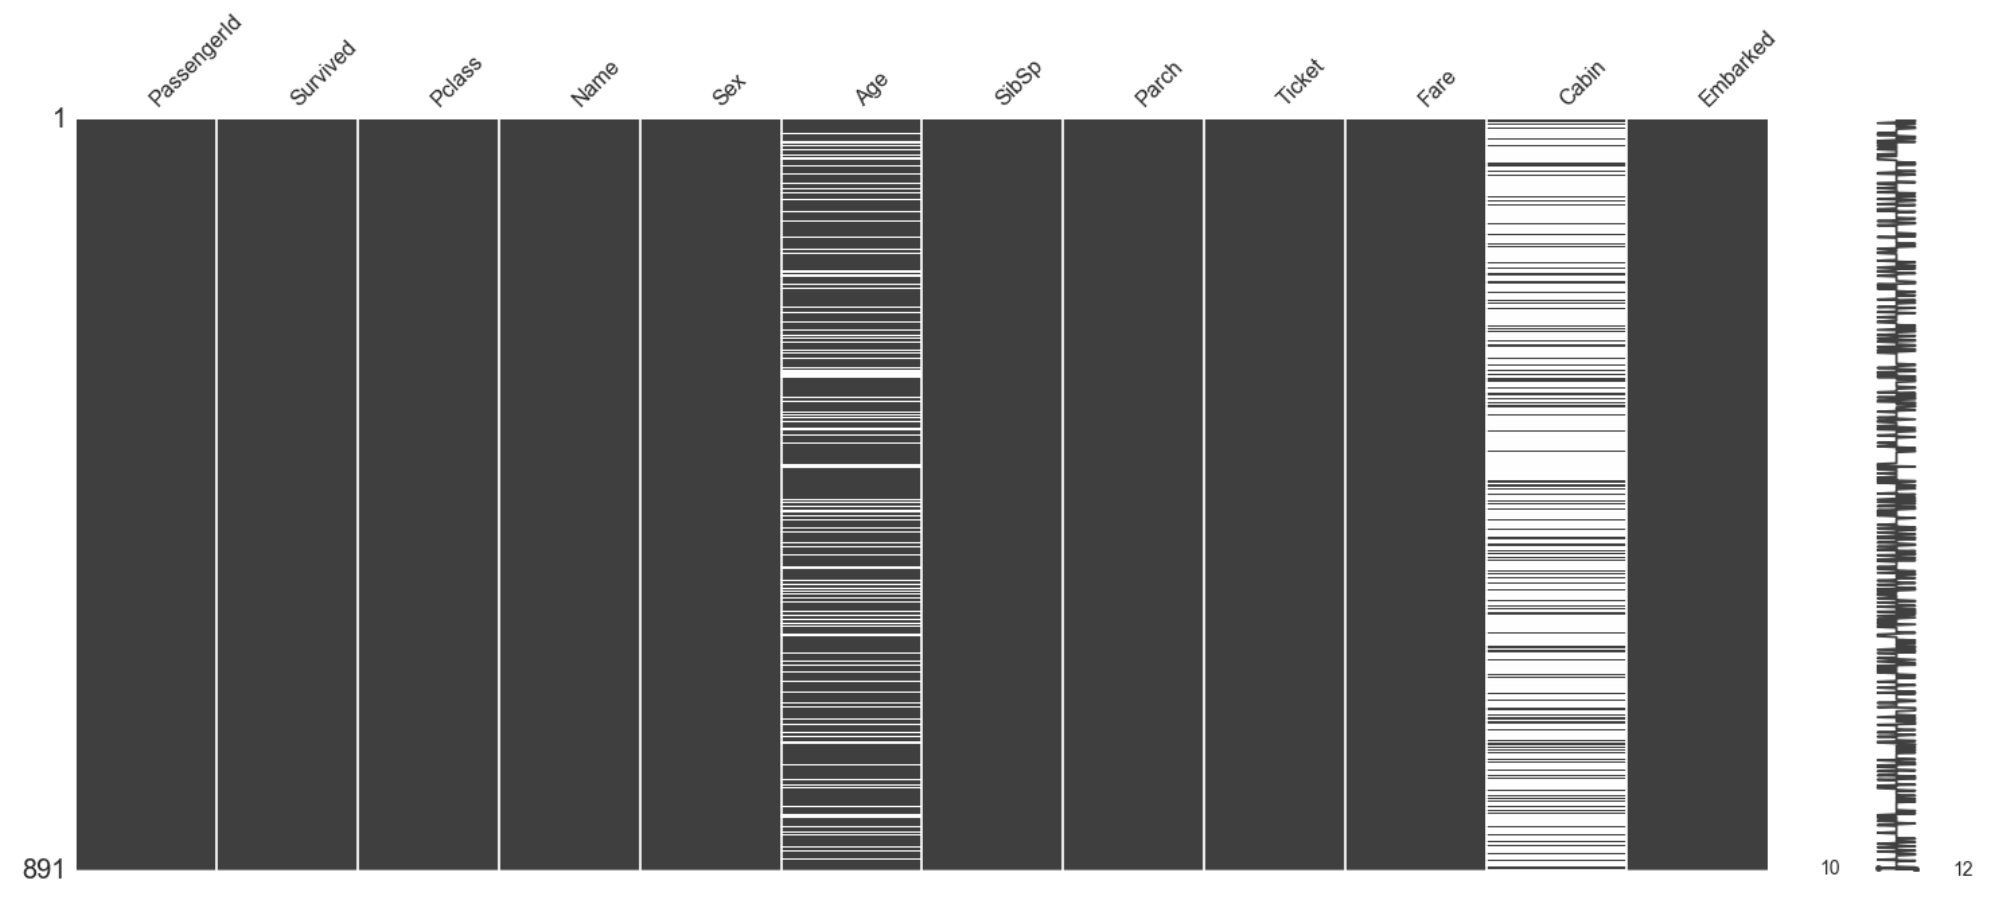 PassengerId
Survived
Pclass
Name
Sex
Age
SibSp
Parch
Ticket
Fare
Cabin
Embarked
1
891
10
12